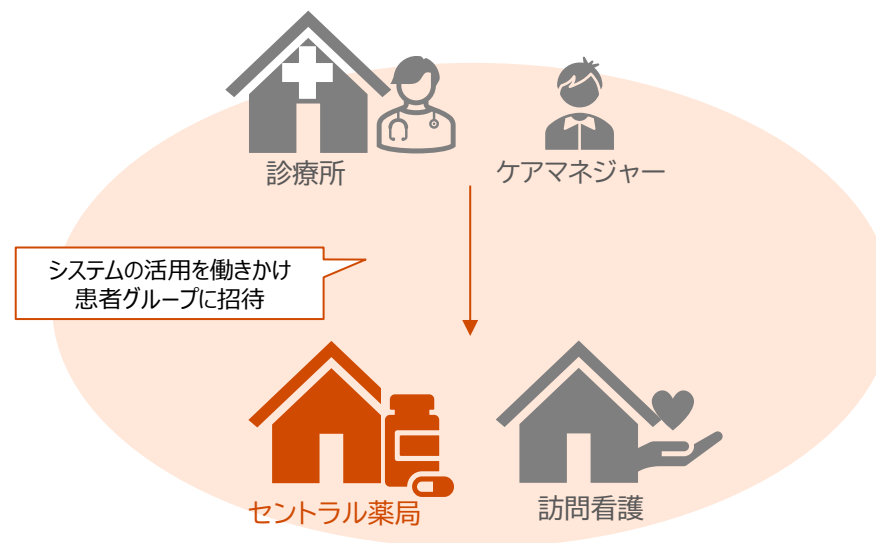 診療所
ケアマネジャー
システムの活用を働きかけ
患者グループに招待
セントラル薬局
訪問看護